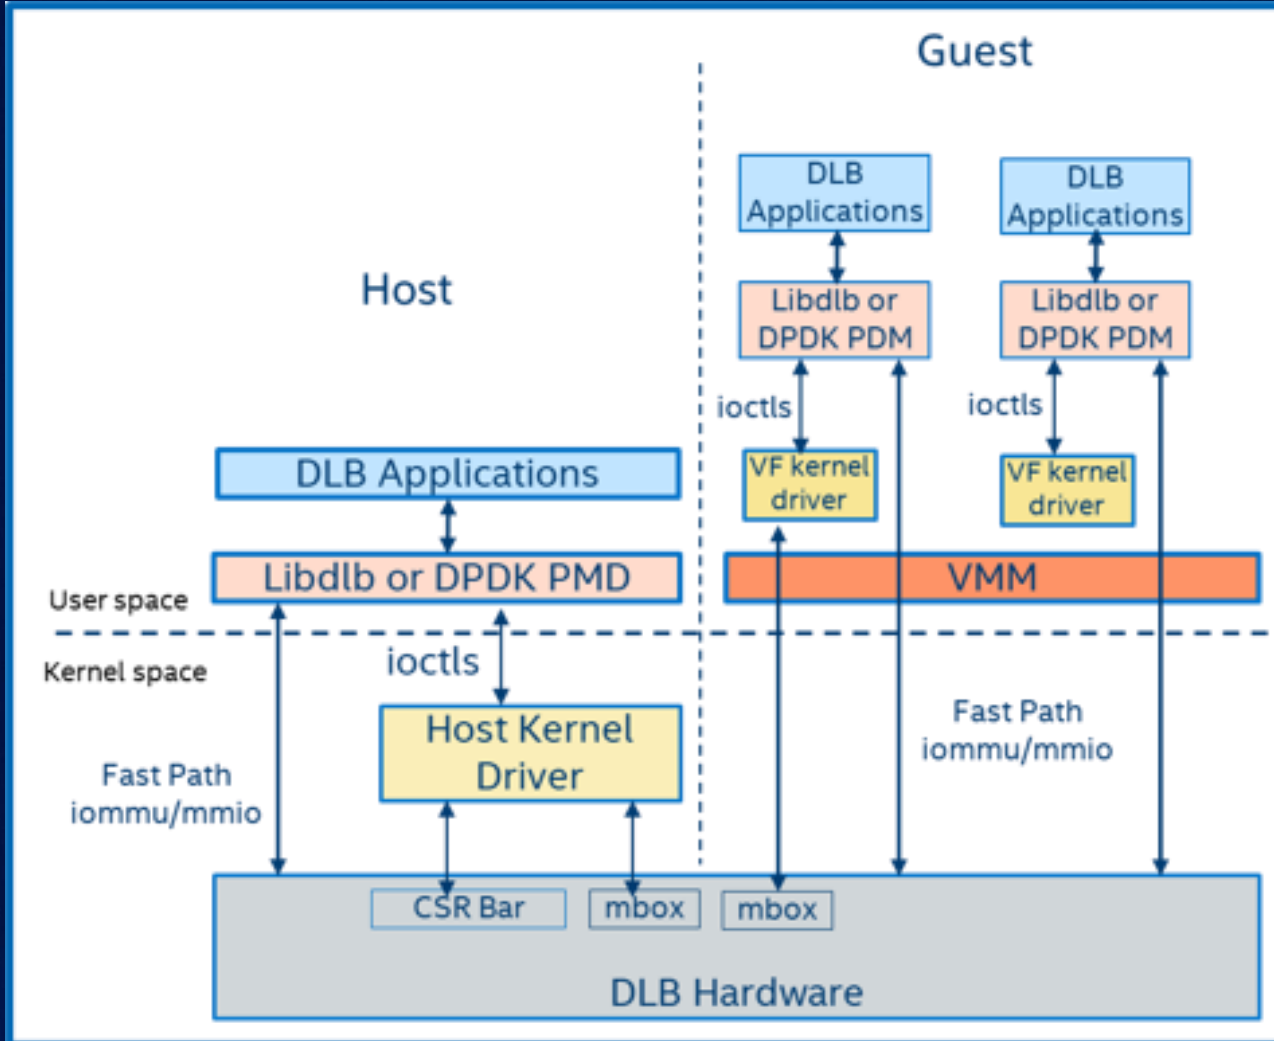 Guest
DLB
Applications
DLB
Applications
Host
Libdlb or
DPDK PDM
Libdlb or
DPDK PDM
ioctls
ioctls
DLB Applications
VF kernel
driver
VF kernel
driver
Libdlb or DPDK PMD
VMM
User space
Kernel space
ioctls
Host Kernel
Driver
Fast Path
iommu/mmio
Fast Path
iommu/mmio
CSR Bar
mbox
mbox
DLB Hardware